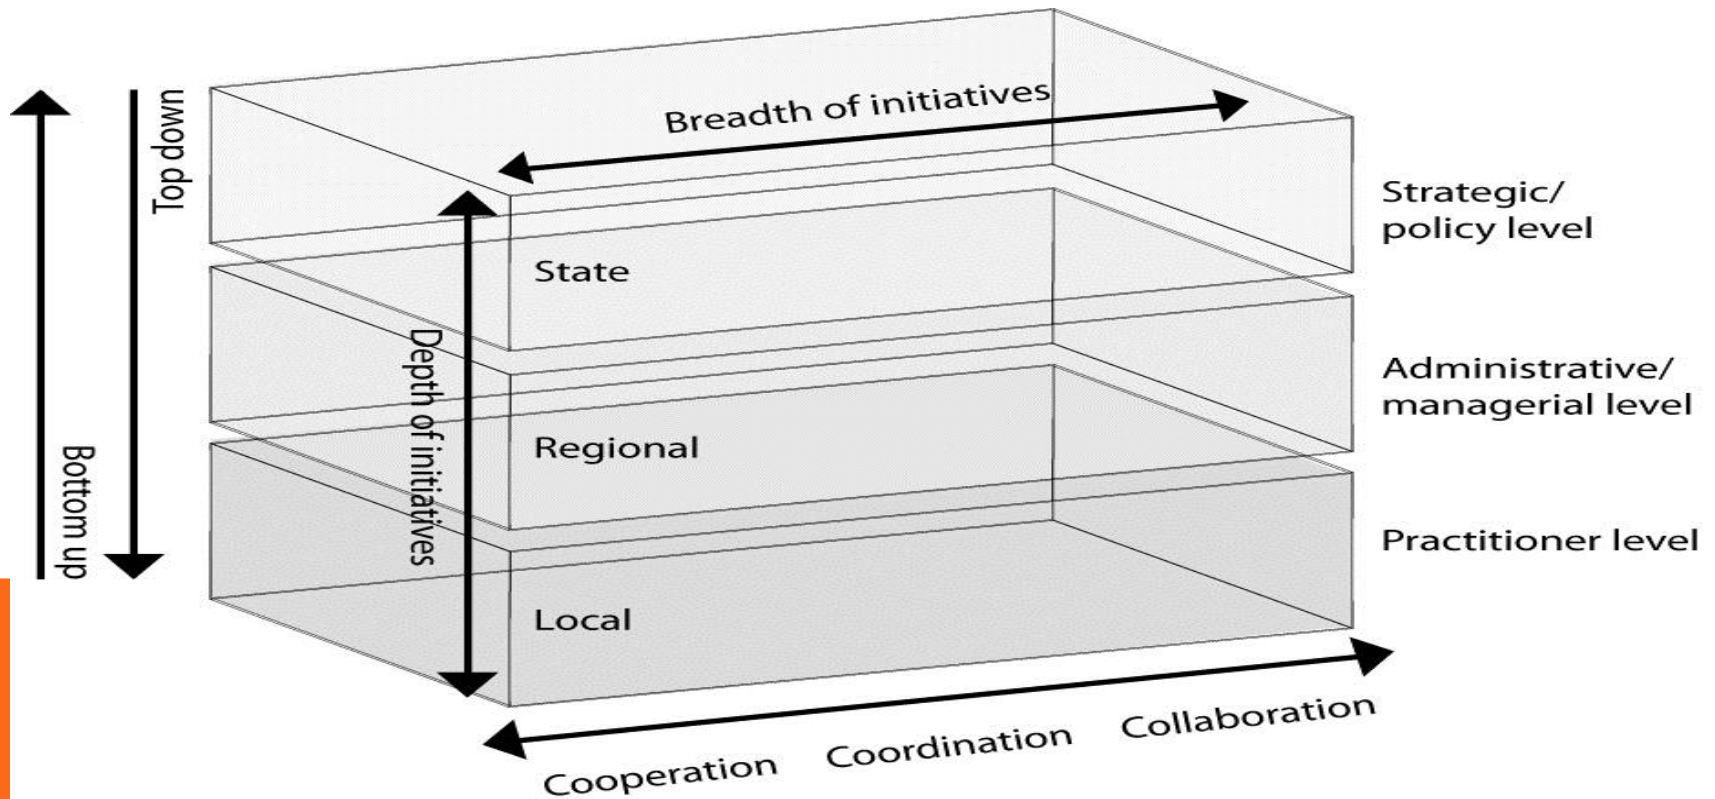 Top down
Bottom up
Breadth of initiatives
Depth of initiatives
State
Regional
Local
Strategic/
policy level
Administrative/
managerial level
Practitioner level
Cooperation Coordination Collaboration